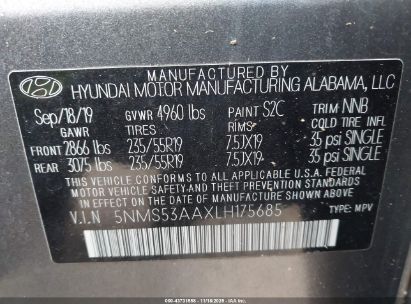 MANUFACTURED BY
HYUNDAI MOTOR MANUFACTURING ALABAMA, LLC
Sep/18/19 GVWR 4960 lbs PAINT S2C TRIM NNB
GAWR TIRES RIMS COLD TIRE INFL
FRONT 2866 lbs 235/55R19 7.5JX19 35 psi SINGLE
REAR 3075 lbs 235/55R19 7.5JX19 35 psi SINGLE
THIS VEHICLE CONFORMS TO ALL APPLICABLE U.S. FEDERAL
MOTOR VEHICLE SAFETY, BUMPER, AND THEFT PREVENTION
STANDARDS IN EFFECT ON THE DATE OF MANUFACTURE SHOWN ABOVE.
V.I.N 5NMS53AAXLH175685 TYPE: MPV